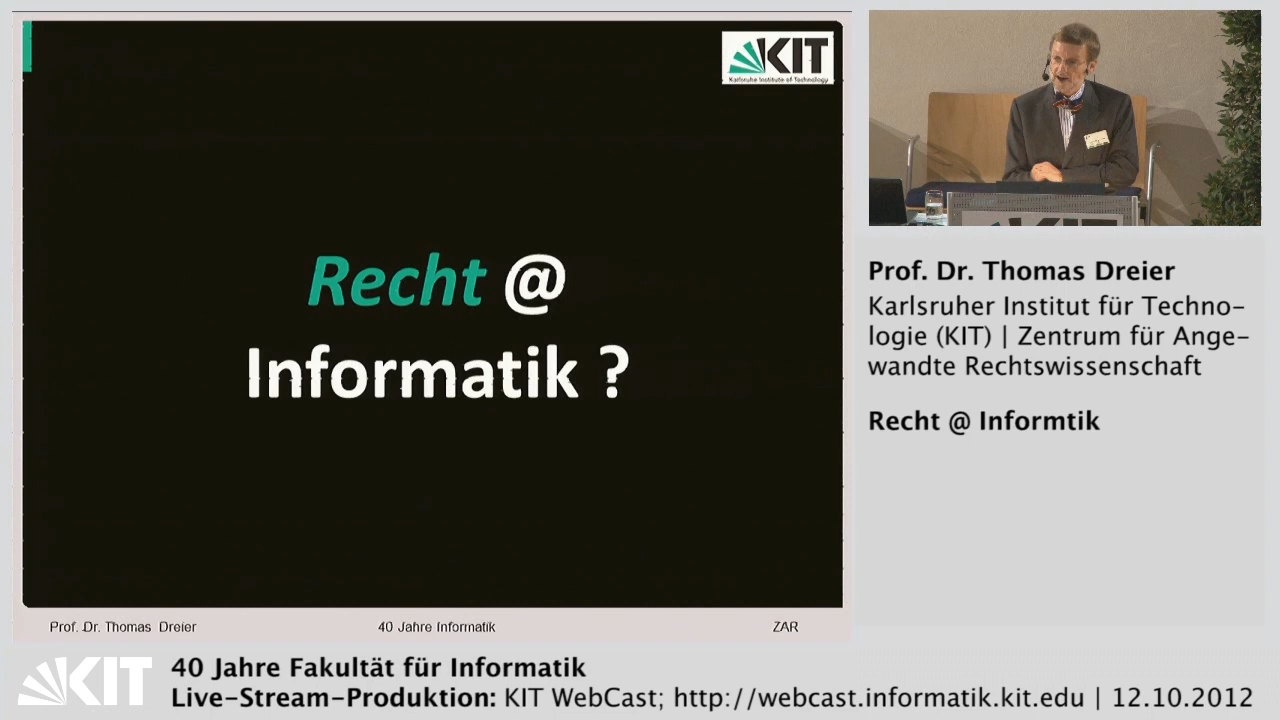 KIT
Karlsruhe Institute of Technology
Recht @
Informatik ?
Prof. Dr. Thomas Dreier
40 Jahre Informatik
ZAR
KIT
Prof. Dr. Thomas Dreier
Karlsruher Institut für Techno-
logie (KIT) | Zentrum für Ange-
wandte Rechtswissenschaft
Recht @ Informtik
KIT
40 Jahre Fakultät für Informatik
Live-Stream-Produktion: KIT WebCast; http://webcast.informatik.kit.edu | 12.10.2012